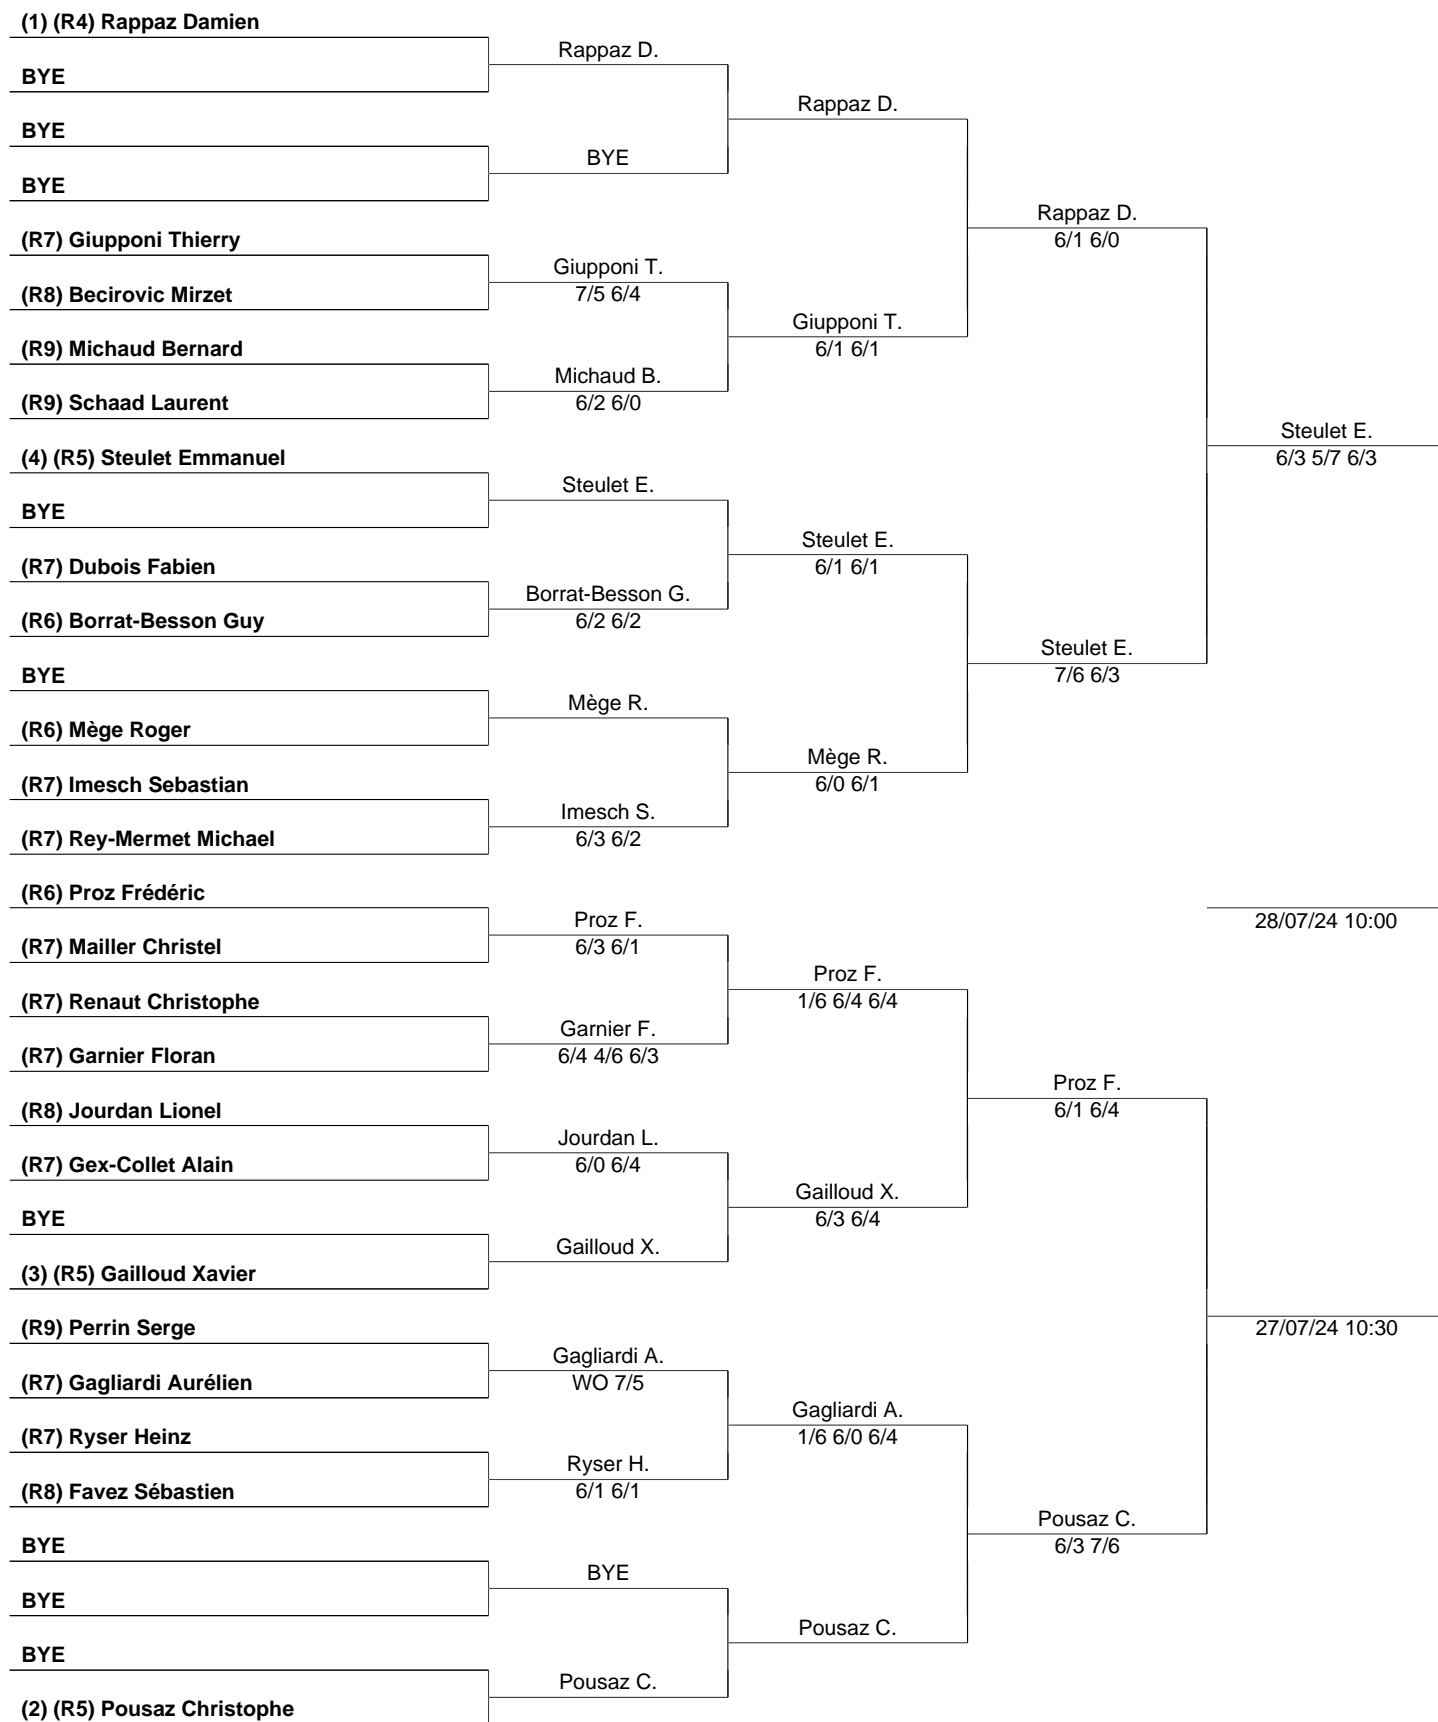 (1) (R4) Rappaz Damien
Rappaz D.
BYE
Rappaz D.
BYE
BYE
BYE
Rappaz D.
(R7) Giupponi Thierry
6/1 6/0
Giupponi T.
(R8) Becirovic Mirzet
7/5 6/4
Giupponi T.
(R9) Michaud Bernard
6/1 6/1
Michaud B.
(R9) Schaad Laurent
6/2 6/0
Steulet E.
(4) (R5) Steulet Emmanuel
6/3 5/7 6/3
Steulet E.
BYE
Steulet E.
(R7) Dubois Fabien
6/1 6/1
Borrat-Besson G.
(R6) Borrat-Besson Guy
6/2 6/2
Steulet E.
BYE
7/6 6/3
Mège R.
(R6) Mège Roger
Mège R.
(R7) Imesch Sebastian
6/0 6/1
Imesch S.
(R7) Rey-Mermet Michael
6/3 6/2
(R6) Proz Frédéric
Proz F.
28/07/24 10:00
(R7) Mailler Christel
6/3 6/1
Proz F.
(R7) Renaut Christophe
1/6 6/4 6/4
Garnier F.
(R7) Garnier Floran
6/4 4/6 6/3
Proz F.
(R8) Jourdan Lionel
6/1 6/4
Jourdan L.
(R7) Gex-Collet Alain
6/0 6/4
Gailloud X.
BYE
6/3 6/4
Gailloud X.
(3) (R5) Gailloud Xavier
(R9) Perrin Serge
27/07/24 10:30
Gagliardi A.
(R7) Gagliardi Aurélien
WO 7/5
Gagliardi A.
(R7) Ryser Heinz
1/6 6/0 6/4
Ryser H.
(R8) Favez Sébastien
6/1 6/1
Pousaz C.
BYE
6/3 7/6
BYE
BYE
Pousaz C.
BYE
Pousaz C.
(2) (R5) Pousaz Christophe